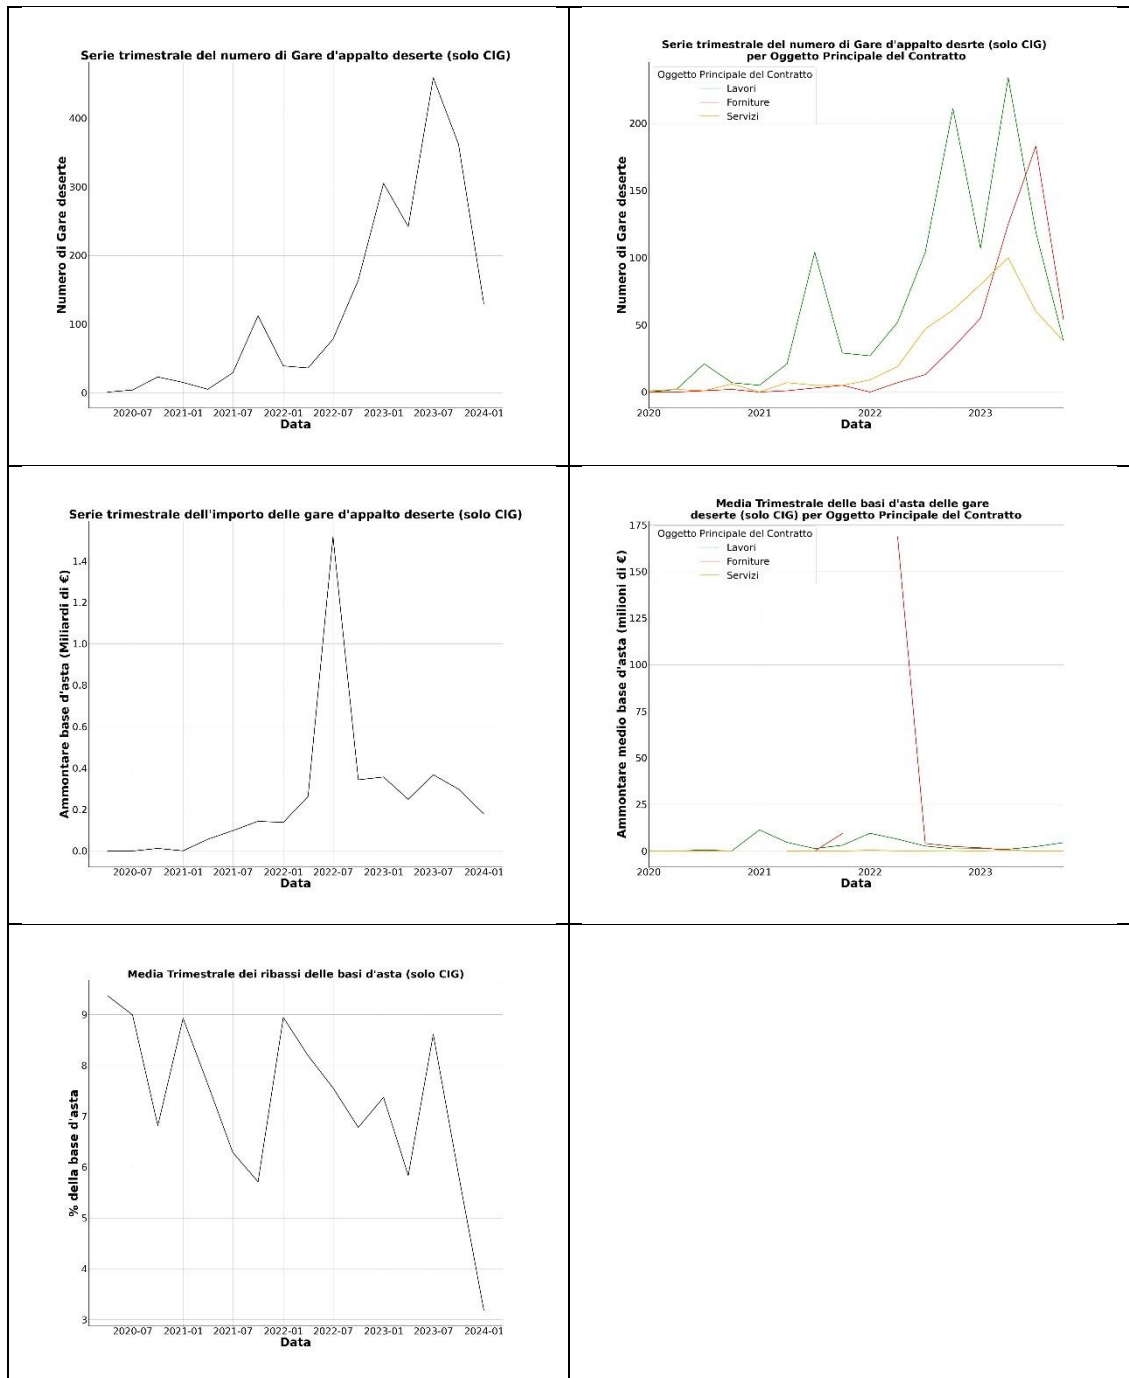 Serie trimestrale del numero di Gare d'appalto deserte (solo CIG)
Numero di Gare deserte
400
300
200
100
0
2020-07 2021-01 2021-07 2022-01 2022-07 2023-01 2023-07 2024-01
Data
Serie trimestrale del numero di Gare d'appalto desrte (solo CIG)
per Oggetto Principale del Contratto
Oggetto Principale del Contratto
Lavori
Forniture
Servizi
Numero di Gare deserte
200
150
100
50
0
2020 2021 2022 2023
Data
Serie trimestrale dell'importo delle gare d'appalto deserte (solo CIG)
Ammontare base d'asta (Miliardi di €)
1.4
1.2
1.0
0.8
0.6
0.4
0.2
0.0
2020-07 2021-01 2021-07 2022-01 2022-07 2023-01 2023-07 2024-01
Data
Media Trimestrale delle basi d'asta delle gare
deserte (solo CIG) per Oggetto Principale del Contratto
Oggetto Principale del Contratto
Lavori
Forniture
Servizi
Ammontare medio base d'asta (milioni di €)
175
150
125
100
75
50
25
0
2020 2021 2022 2023
Data
Media Trimestrale dei ribassi delle basi d'asta (solo CIG)
% della base d'asta
9
8
7
6
5
4
3
2020-07 2021-01 2021-07 2022-01 2022-07 2023-01 2023-07 2024-01
Data